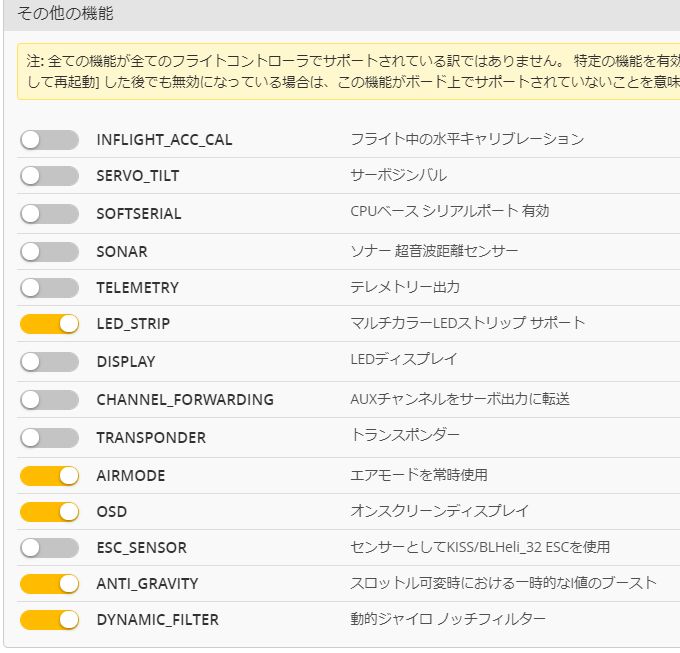 その他の機能
注: 全ての機能が全てのフライトコントローラでサポートされている訳ではありません。 特定の機能を有効
して再起動] した後でも無効になっている場合は、この機能がボード上でサポートされていないことを意味
INFLIGHT_ACC_CAL フライト中の水平キャリブレーション
SERVO_TILT サーボジンバル
SOFTSERIAL CPUベース シリアルポート 有効
SONAR ソナー 超音波距離センサー
TELEMETRY テレメトリー出力
LED_STRIP マルチカラーLEDストリップ サポート
DISPLAY LEDディスプレイ
CHANNEL_FORWARDING AUXチャンネルをサーボ出力に転送
TRANSPONDER トランスポンダー
AIRMODE エアモードを常時使用
OSD オンスクリーンディスプレイ
ESC_SENSOR センサーとしてKISS/BLHeli_32 ESCを使用
ANTI_GRAVITY スロットル可変時における一時的なI値のブースト
DYNAMIC_FILTER 動的ジャイロ ノッチフィルター